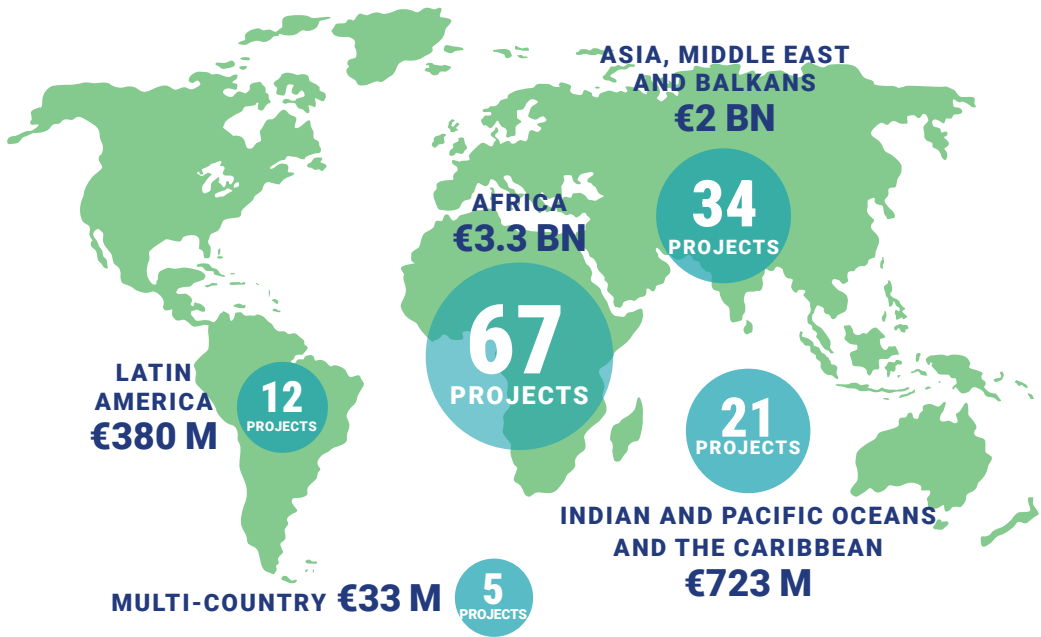 ASIA, MIDDLE EAST
AND BALKANS
€2 BN
34
PROJECTS
AFRICA
€3.3 BN
67
PROJECTS
LATIN
AMERICA
€380 M
12
PROJECTS
21
PROJECTS
INDIAN AND PACIFIC OCEANS
AND THE CARIBBEAN
€723 M
MULTI-COUNTRY €33 M
5
PROJECTS